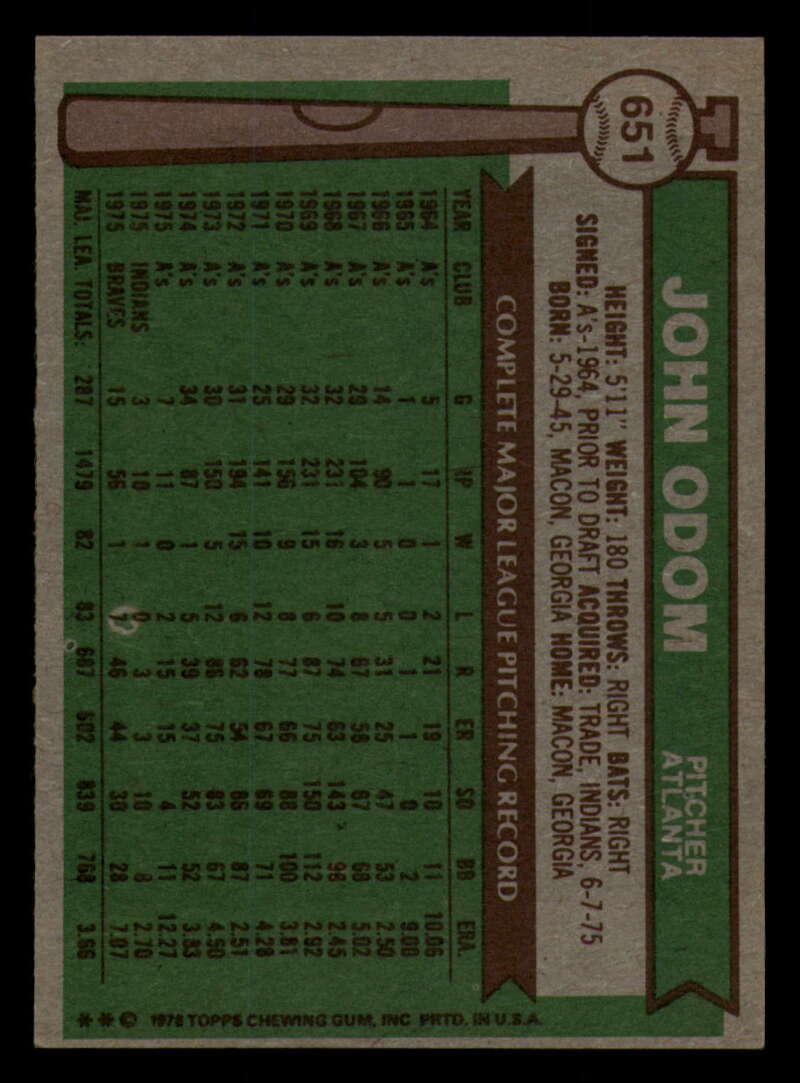 651
JOHN ODOM
PITCHER
ATLANTA
HEIGHT: 5'11" WEIGHT: 180 THROWS: RIGHT BATS: RIGHT
SIGNED: A's-1964, PRIOR TO DRAFT ACQUIRED: TRADE, INDIANS, 6-7-75
BORN: 5-29-45, MACON, GEORGIA HOME: MACON, GEORGIA
COMPLETE MAJOR LEAGUE PITCHING RECORD
YEAR CLUB G IP W L R ER SO BB ERA.
1964 A's 5 17 1 2 21 19 10 11 10.06
1965 A's 1 1 0 0 1 1 0 2 9.00
1966 A's 14 90 5 5 31 25 47 53 2.50
1967 A's 29 104 3 8 67 58 67 68 5.02
1968 A's 32 231 16 10 74 63 143 98 2.45
1969 A's 32 231 15 6 87 75 150 112 2.92
1970 A's 29 156 9 8 77 66 88 100 3.81
1971 A's 25 141 10 12 78 67 69 71 4.28
1972 A's 31 194 15 6 62 54 86 87 2.51
1973 A's 30 150 5 12 86 75 83 67 4.50
1974 A's 34 87 1 5 39 37 52 52 3.83
1975 A's 7 11 0 2 15 15 4 11 12.27
1975 INDIANS 3 10 1 0 3 3 10 8 2.70
1975 BRAVES 15 56 1 7 46 44 30 28 7.07
MAJ. LEA. TOTALS: 287 1479 82 83 687 602 839 768 3.66
** © 1976 TOPPS CHEWING GUM, INC PRTD. IN U.S.A.